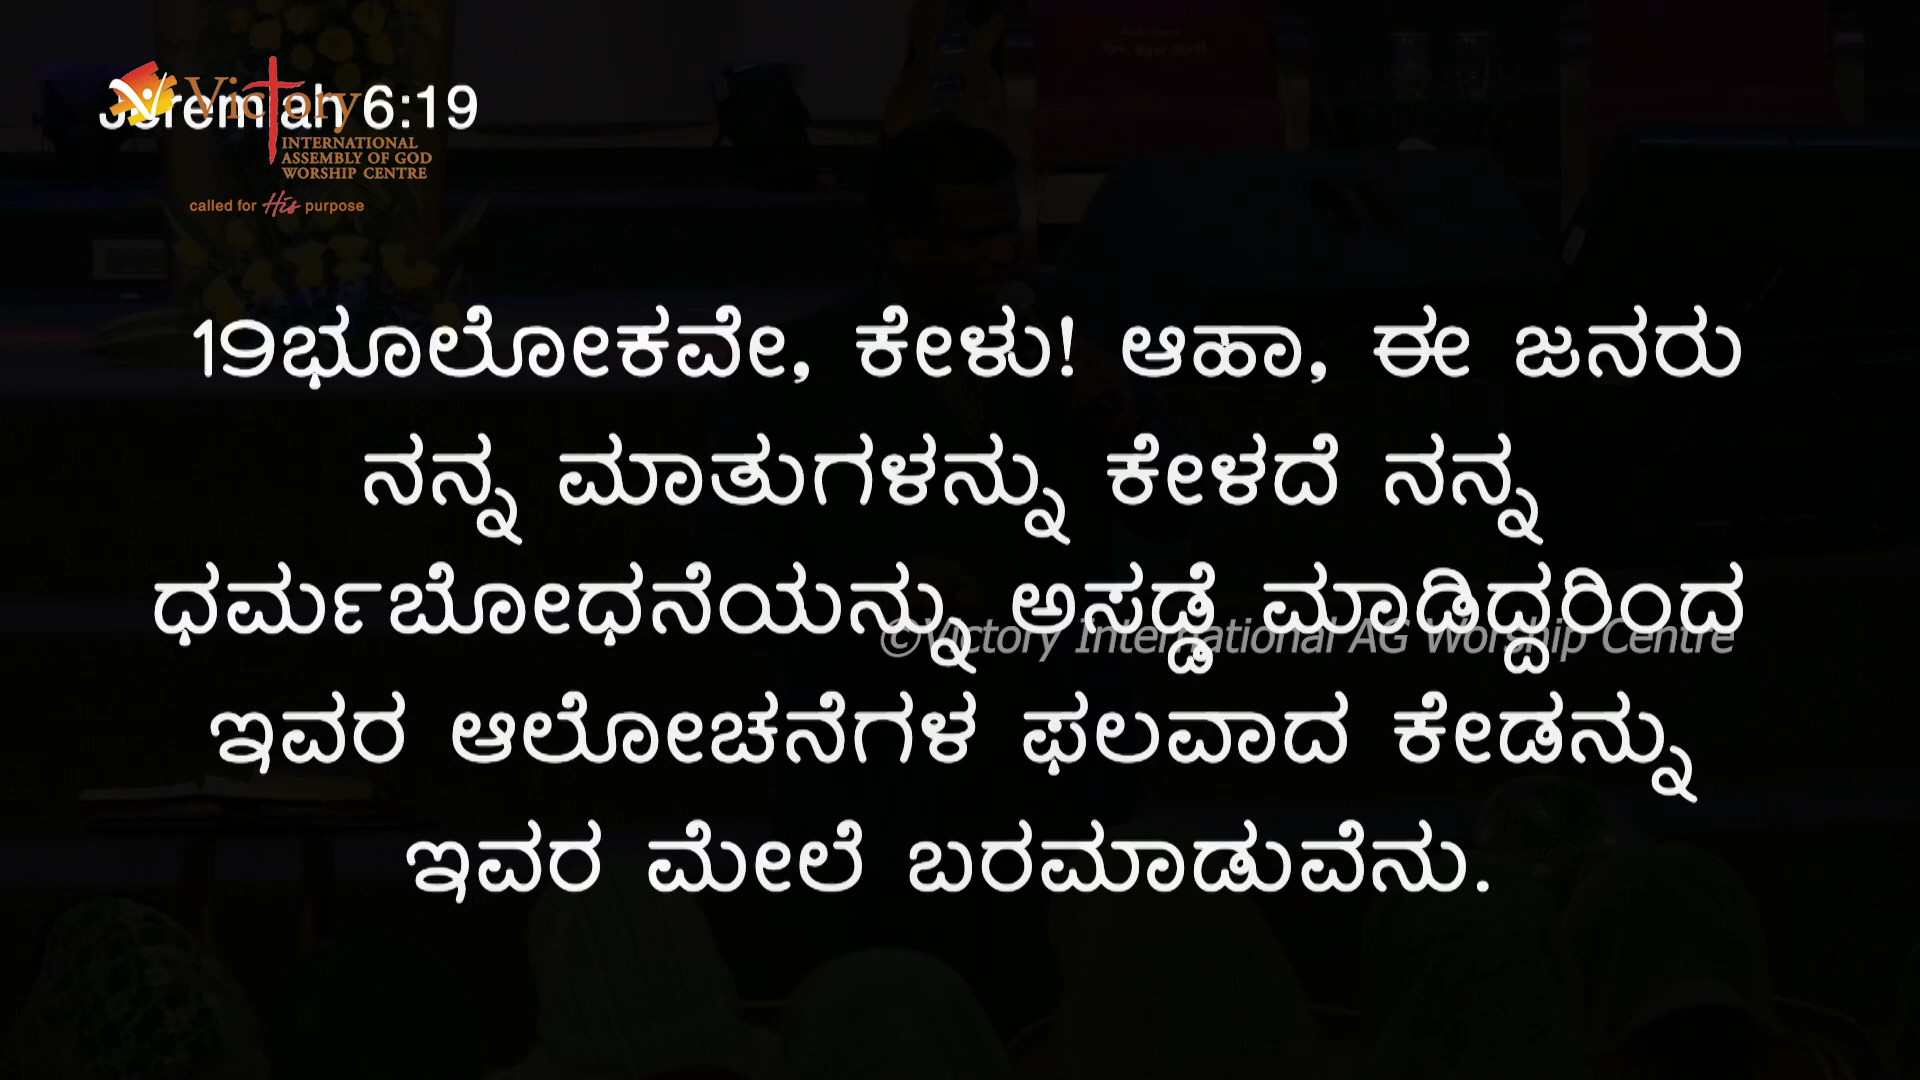 Jeremiah 6:19
Victory
INTERNATIONAL
ASSEMBLY OF GOD
WORSHIP CENTRE
called for His purpose
19ಭೂಲೋಕವೇ, ಕೇಳು! ಆಹಾ, ಈ ಜನರು
ನನ್ನ ಮಾತುಗಳನ್ನು ಕೇಳದೆ ನನ್ನ
ಧರ್ಮಬೋಧನೆಯನ್ನು ಅಸಡ್ಡೆ ಮಾಡಿದ್ದರಿಂದ
©Victory International AG Worship Centre
ಇವರ ಆಲೋಚನೆಗಳ ಫಲವಾದ ಕೇಡನ್ನು
ಇವರ ಮೇಲೆ ಬರಮಾಡುವೆನು.